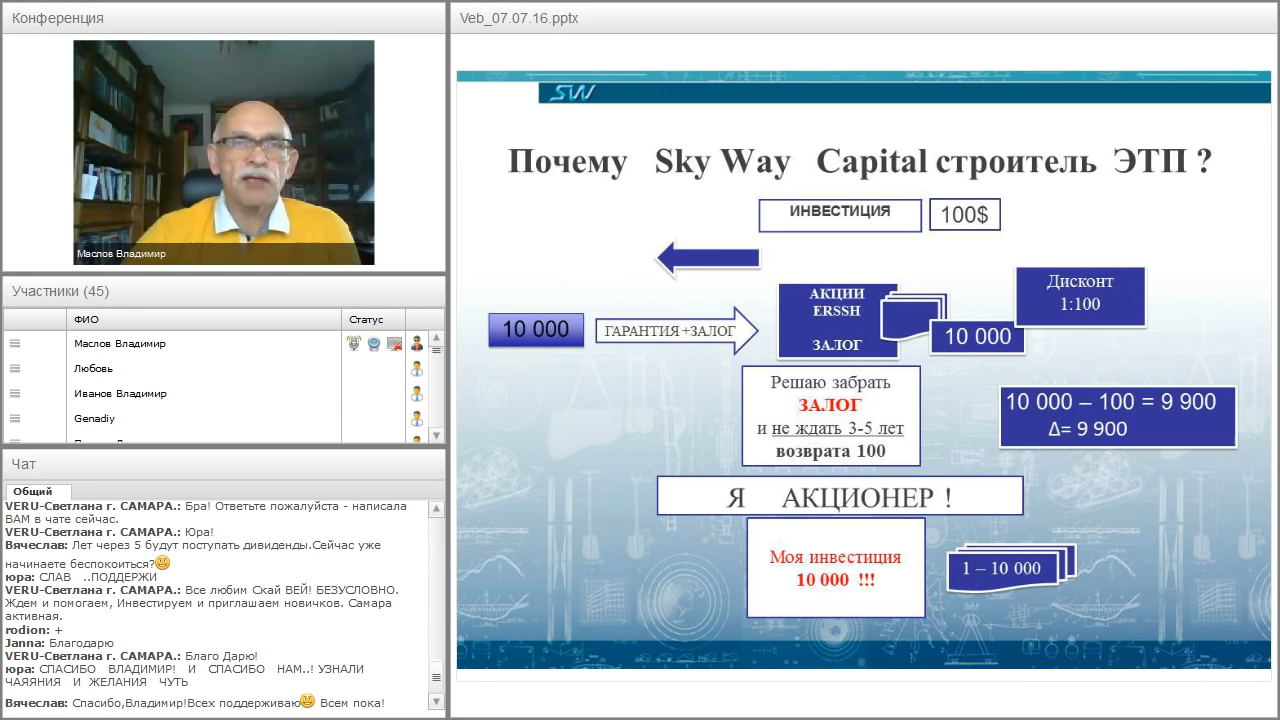 Конференция
Маслов Владимир
Участники (45)
ФИО
Статус
Маслов Владимир
Любовь
Иванов Владимир
Genadiy
Чат
Общий
VERU-Светлана г. САМАРА.: Бра! Ответьте пожалуйста - написала
ВАМ в чате сейчас.
VERU-Светлана г. САМАРА.: Юра!
Вячеслав: Лет через 5 будут поступать дивиденды.Сейчас уже
начинаете беспокоиться?
юра: СЛАВ ..ПОДДЕРЖИ
VERU-Светлана г. САМАРА.: Все любим Скай ВЕЙ! БЕЗУСЛОВНО.
Ждем и помогаем, Инвестируем и приглашаем новичков. Самара
активная.
rodion: +
Janna: Благодарю
VERU-Светлана г. САМАРА.: Благо Дарю!
юра: СПАСИБО ВЛАДИМИР! И СПАСИБО НАМ..! УЗНАЛИ
ЧАЯЯНИЯ И ЖЕЛАНИЯ ЧУТЬ
Вячеслав: Спасибо,Владимир!Всех поддерживаю Всем пока!
Veb_07.07.16.pptx
SW
Почему Sky Way Capital строитель ЭТП ?
ИНВЕСТИЦИЯ
100$
10 000
ГАРАНТИЯ+ЗАЛОГ
АКЦИИ
ERSSH
ЗАЛОГ
10 000
Дисконт
1:100
Решаю забрать
ЗАЛОГ
и не ждать 3-5 лет
возврата 100
10 000 – 100 = 9 900
Δ= 9 900
Я АКЦИОНЕР !
Моя инвестиция
10 000 !!!
1 – 10 000